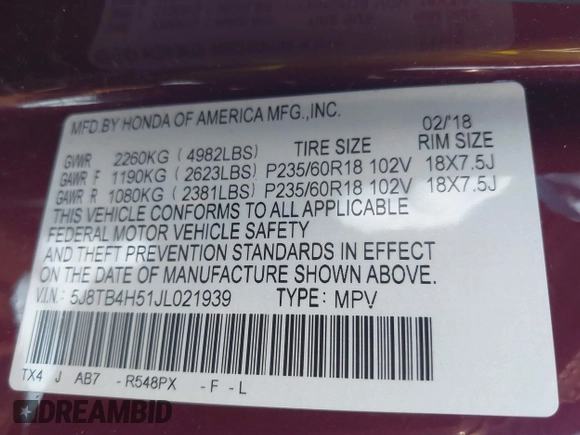 MFD. BY HONDA OF AMERICA MFG., INC. 02/'18
TIRE SIZE RIM SIZE
GVWR 2260KG (4982LBS)
GAWR F 1190KG (2623LBS) P235/60R18 102V 18X7.5J
GAWR R 1080KG (2381LBS) P235/60R18 102V 18X7.5J
THIS VEHICLE CONFORMS TO ALL APPLICABLE
FEDERAL MOTOR VEHICLE SAFETY
AND THEFT PREVENTION STANDARDS IN EFFECT
ON THE DATE OF MANUFACTURE SHOWN ABOVE.
V.I.N.: 5J8TB4H51JL021939 TYPE: MPV
TX4 J AB7 -R548PX -F-L
DREAMBID